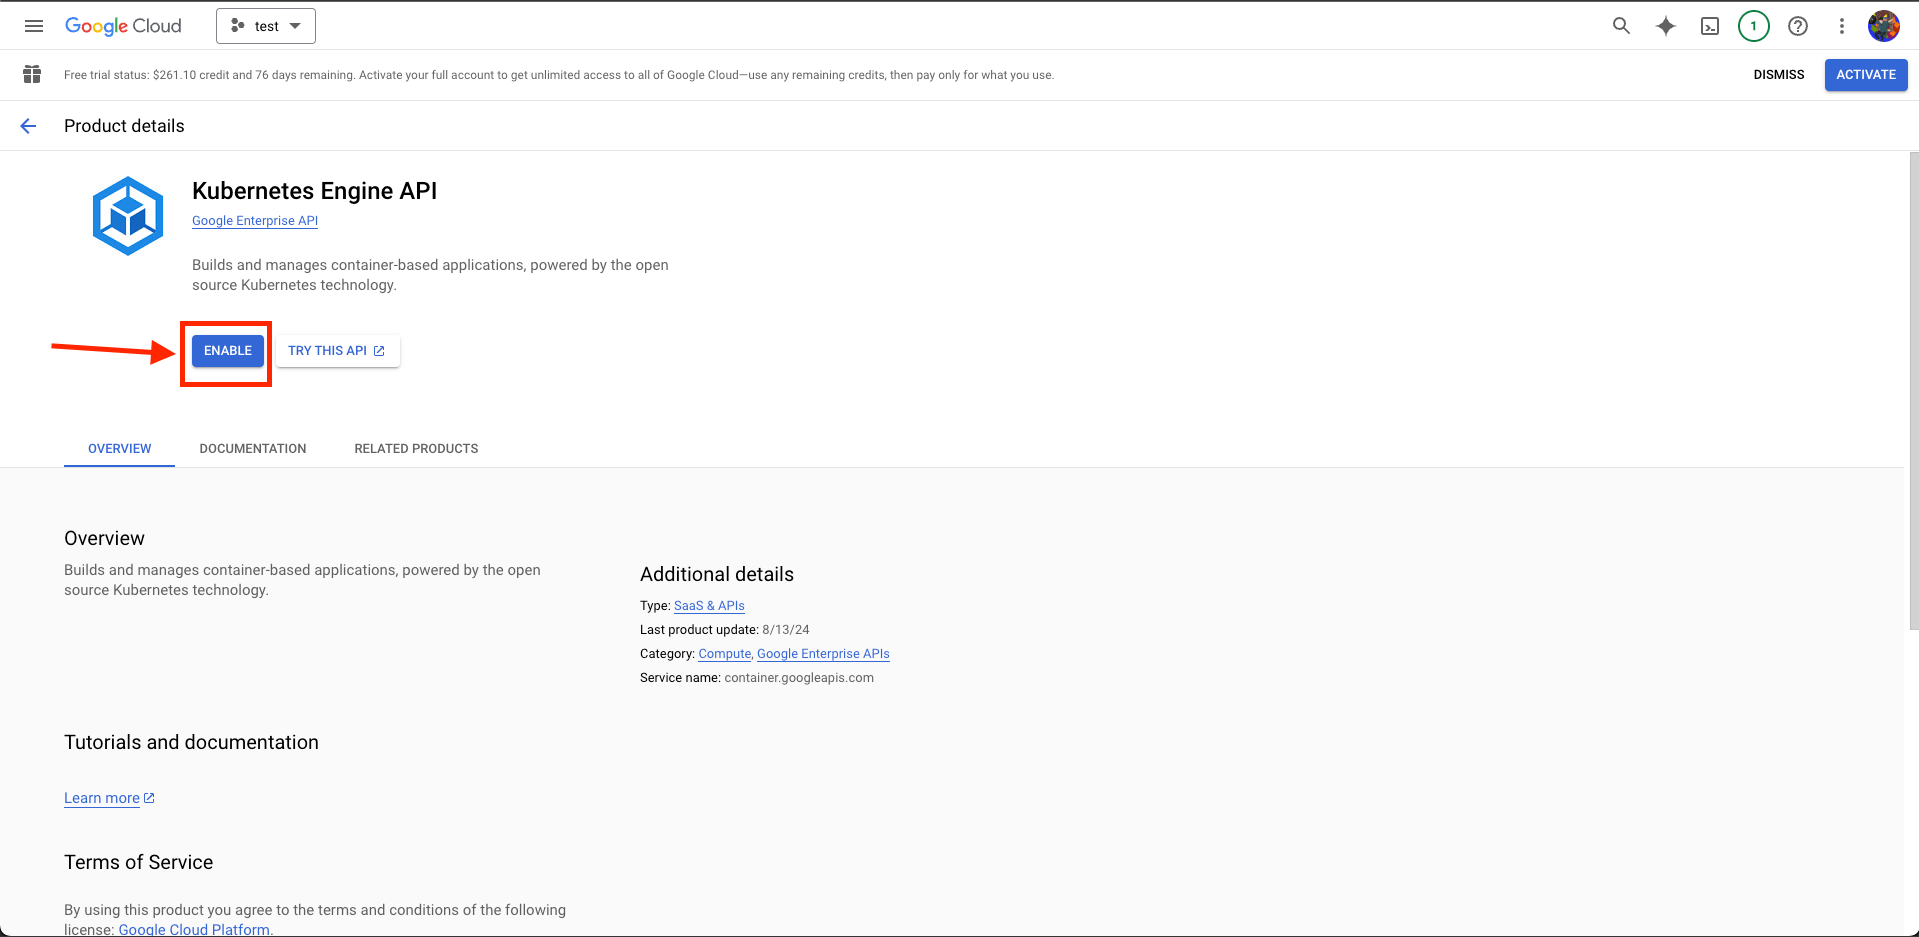 Google Cloud
test
1
Free trial status: $261.10 credit and 76 days remaining. Activate your full account to get unlimited access to all of Google Cloud—use any remaining credits, then pay only for what you use.
DISMISS
ACTIVATE
Product details
Kubernetes Engine API
Google Enterprise API
Builds and manages container-based applications, powered by the open
source Kubernetes technology.
ENABLE
TRY THIS API
OVERVIEW
DOCUMENTATION
RELATED PRODUCTS
Overview
Builds and manages container-based applications, powered by the open
source Kubernetes technology.
Additional details
Type: SaaS & APIs
Last product update: 8/13/24
Category: Compute, Google Enterprise APIs
Service name: container.googleapis.com
Tutorials and documentation
Learn more
Terms of Service
By using this product you agree to the terms and conditions of the following
license: Google Cloud Platform.